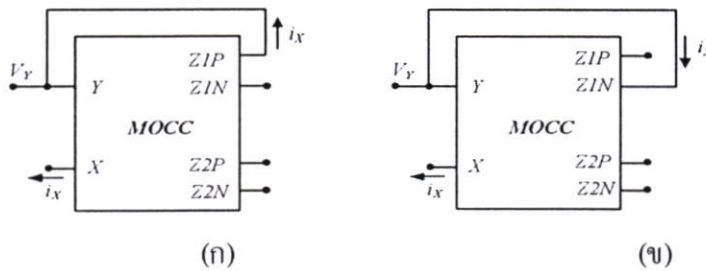 i_X
Z1P
V_Y
Y
Z1N
MOCC
X
Z2P
i_X
Z2N
(ก)
Z1P
V_Y
Y
Z1N
MOCC
X
Z2P
i_X
Z2N
(ข)